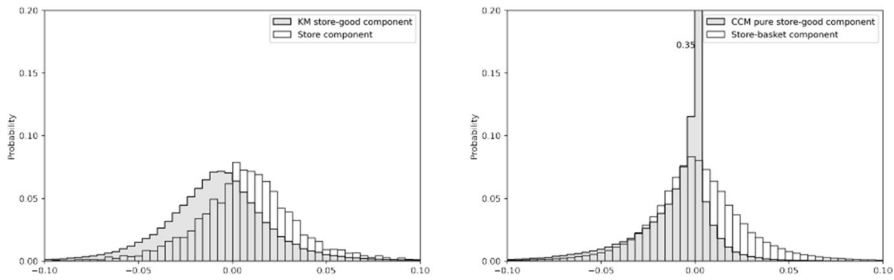 0.20
KM store-good component
Store component
0.15
Probability
0.10
0.05
0.00
−0.10 −0.05 0.00 0.05 0.10
0.20
CCM pure store-good component
Store-basket component
0.35
0.15
Probability
0.10
0.05
0.00
−0.10 −0.05 0.00 0.05 0.10